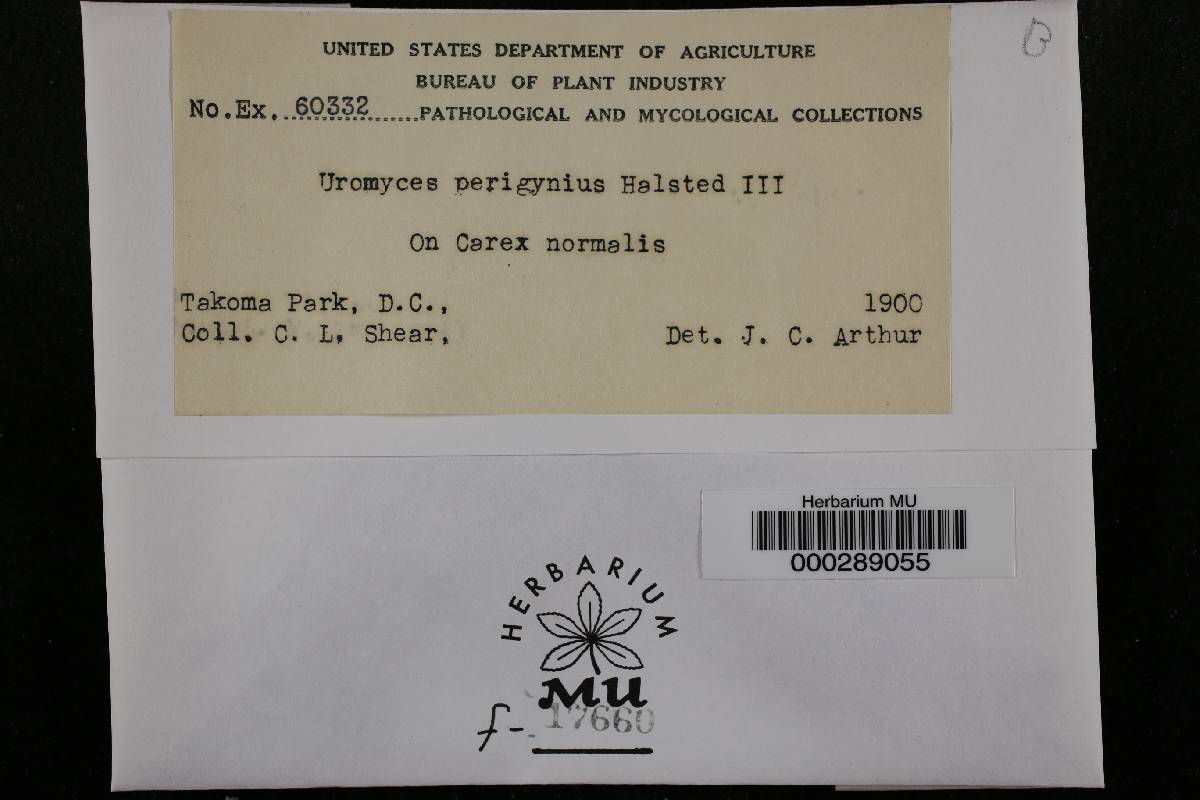 B
UNITED STATES DEPARTMENT OF AGRICULTURE
BUREAU OF PLANT INDUSTRY
No.Ex. 60332 ...... PATHOLOGICAL AND MYCOLOGICAL COLLECTIONS
Uromyces perigynius Halsted III
On Carex normalis
Takoma Park, D.C., 1900
Coll. C. L. Shear, Det. J. C. Arthur
Herbarium MU
000289055
HERBARIUM
MU
f- 17660